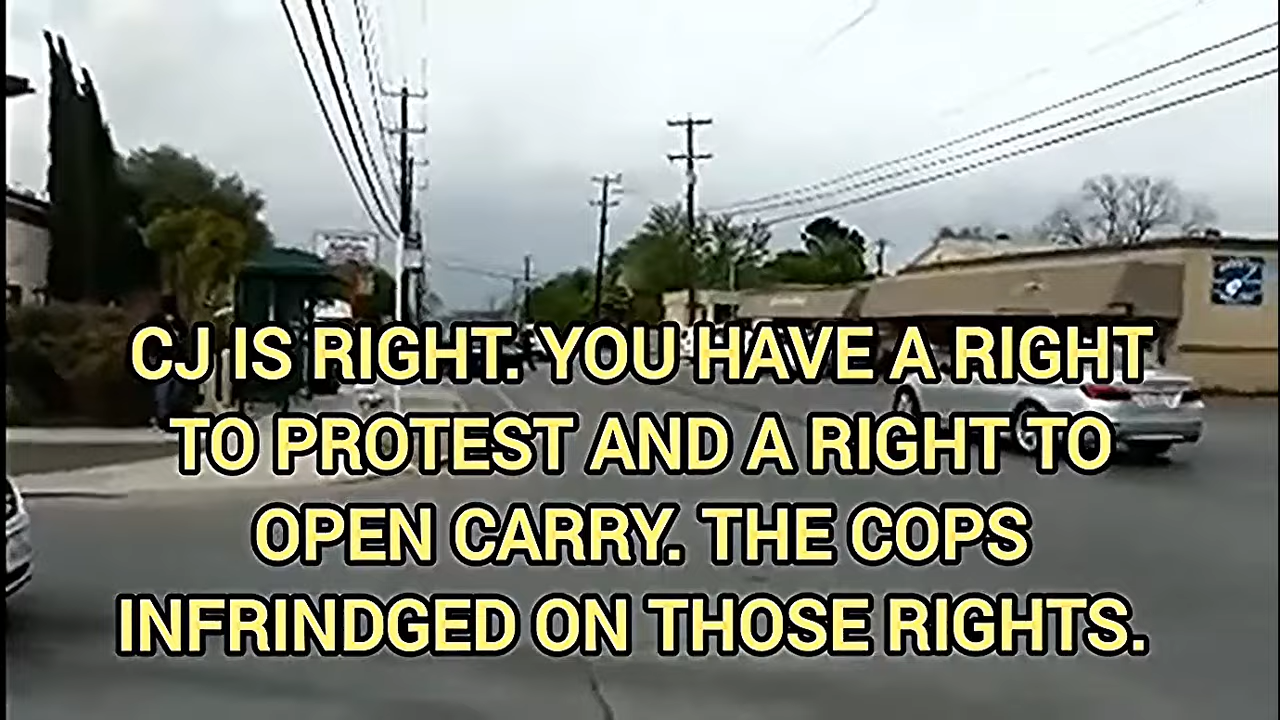 CJ IS RIGHT. YOU HAVE A RIGHT
TO PROTEST AND A RIGHT TO
OPEN CARRY. THE COPS
INFRINDGED ON THOSE RIGHTS.